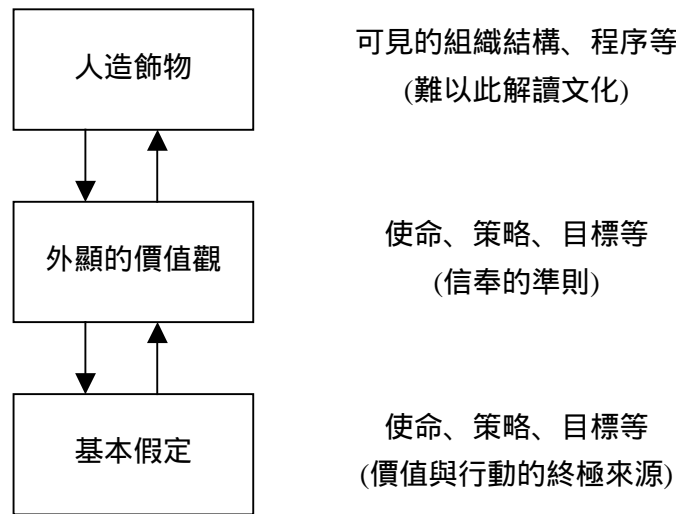 人造飾物
可見的組織結構、程序等
(難以此解讀文化)
外顯的價值觀
使命、策略、目標等
(信奉的準則)
基本假定
使命、策略、目標等
(價值與行動的終極來源)